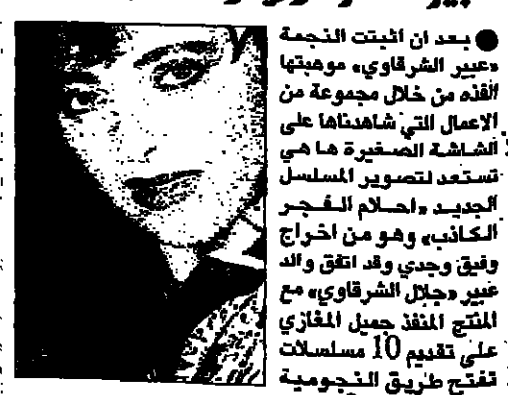 ● بعد ان اثبتت النجمة
«عبير الشرقاوي» موهبتها
الفذه من خلال مجموعة من
الاعمال التي شاهدناها على
الشاشة الصغيرة ها هي
تستعد لتصوير المسلسل
الجديد «احلام الفجر
الكاذب» وهو من اخراج
وفيق وجدي وقد اتفق والد
عبير «جلال الشرقاوي» مع
المنتج المنفذ جميل المغازي
على تقديم 10 مسلسلات
تفتح طريق النجومية